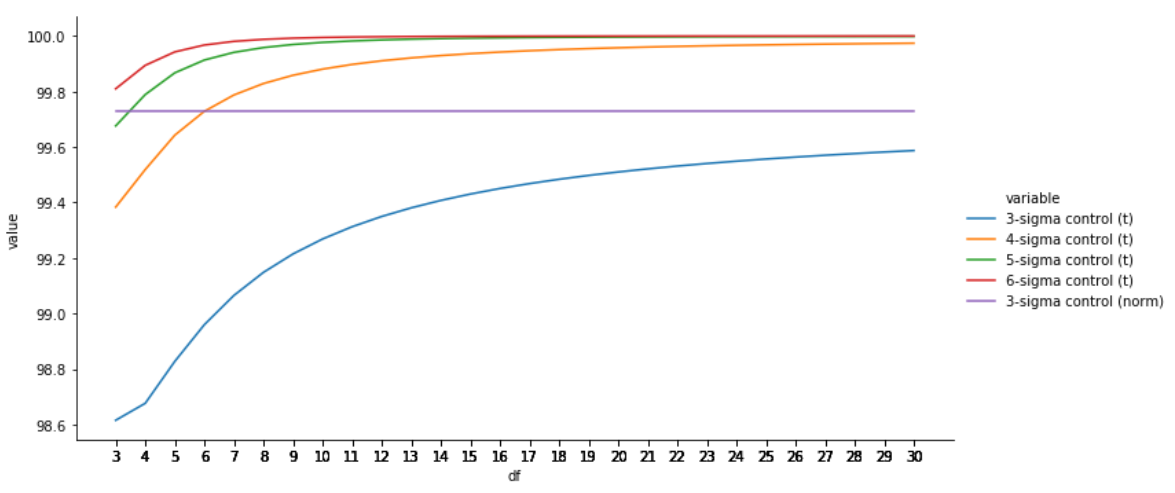 100.0
99.8
99.6
99.4
99.2
99.0
98.8
98.6
value
3 4 5 6 7 8 9 10 11 12 13 14 15 16 17 18 19 20 21 22 23 24 25 26 27 28 29 30
df
variable
3-sigma control (t)
4-sigma control (t)
5-sigma control (t)
6-sigma control (t)
3-sigma control (norm)